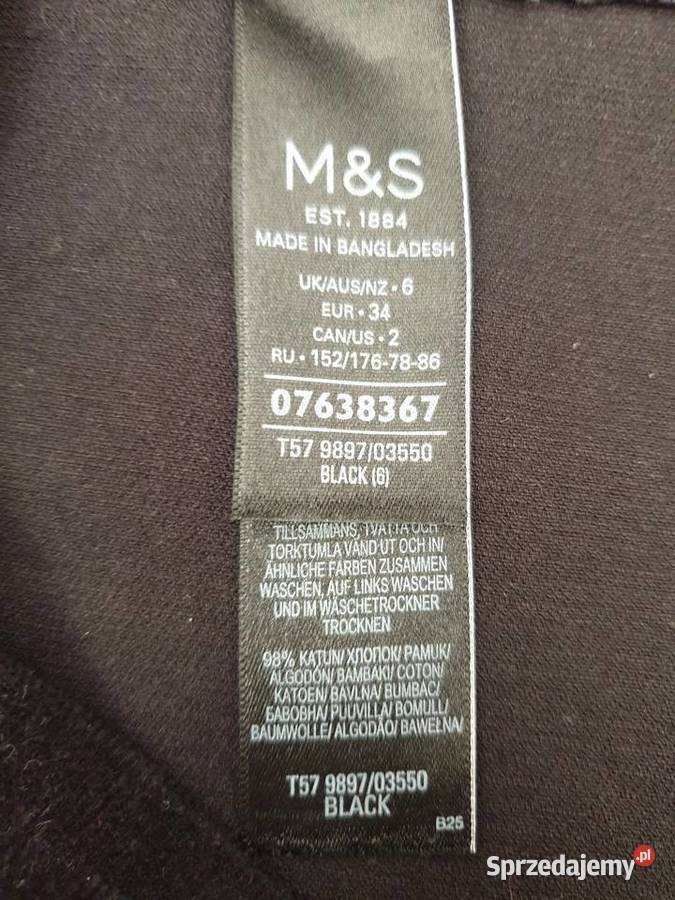 M&S
EST. 1884
MADE IN BANGLADESH
UK/AUS/NZ • 6
EUR • 34
CAN/US • 2
RU • 152/176-78-86
07638367
T57 9897/03550
BLACK (6)
TILLSAMMANS, TVÄTTA OCH
TORKTUMLA VÄND UT OCH IN/
ÄHNLICHE FARBEN ZUSAMMEN
WASCHEN, AUF LINKS WASCHEN
UND IM WÄSCHETROCKNER
TROCKNEN
98% KATUN/ ХЛОПОК/ PAMUK/
ALGODÓN/ BAMBAKI/ COTON/
KATOEN/ BAVLNA/ BUMBAC/
БАВОВНА/ PUUVILLA/ BOMULL/
BAUMWOLLE/ ALGODÃO/ BAWEŁNA/
T57 9897/03550
BLACK
B25
Sprzedajemy.pl